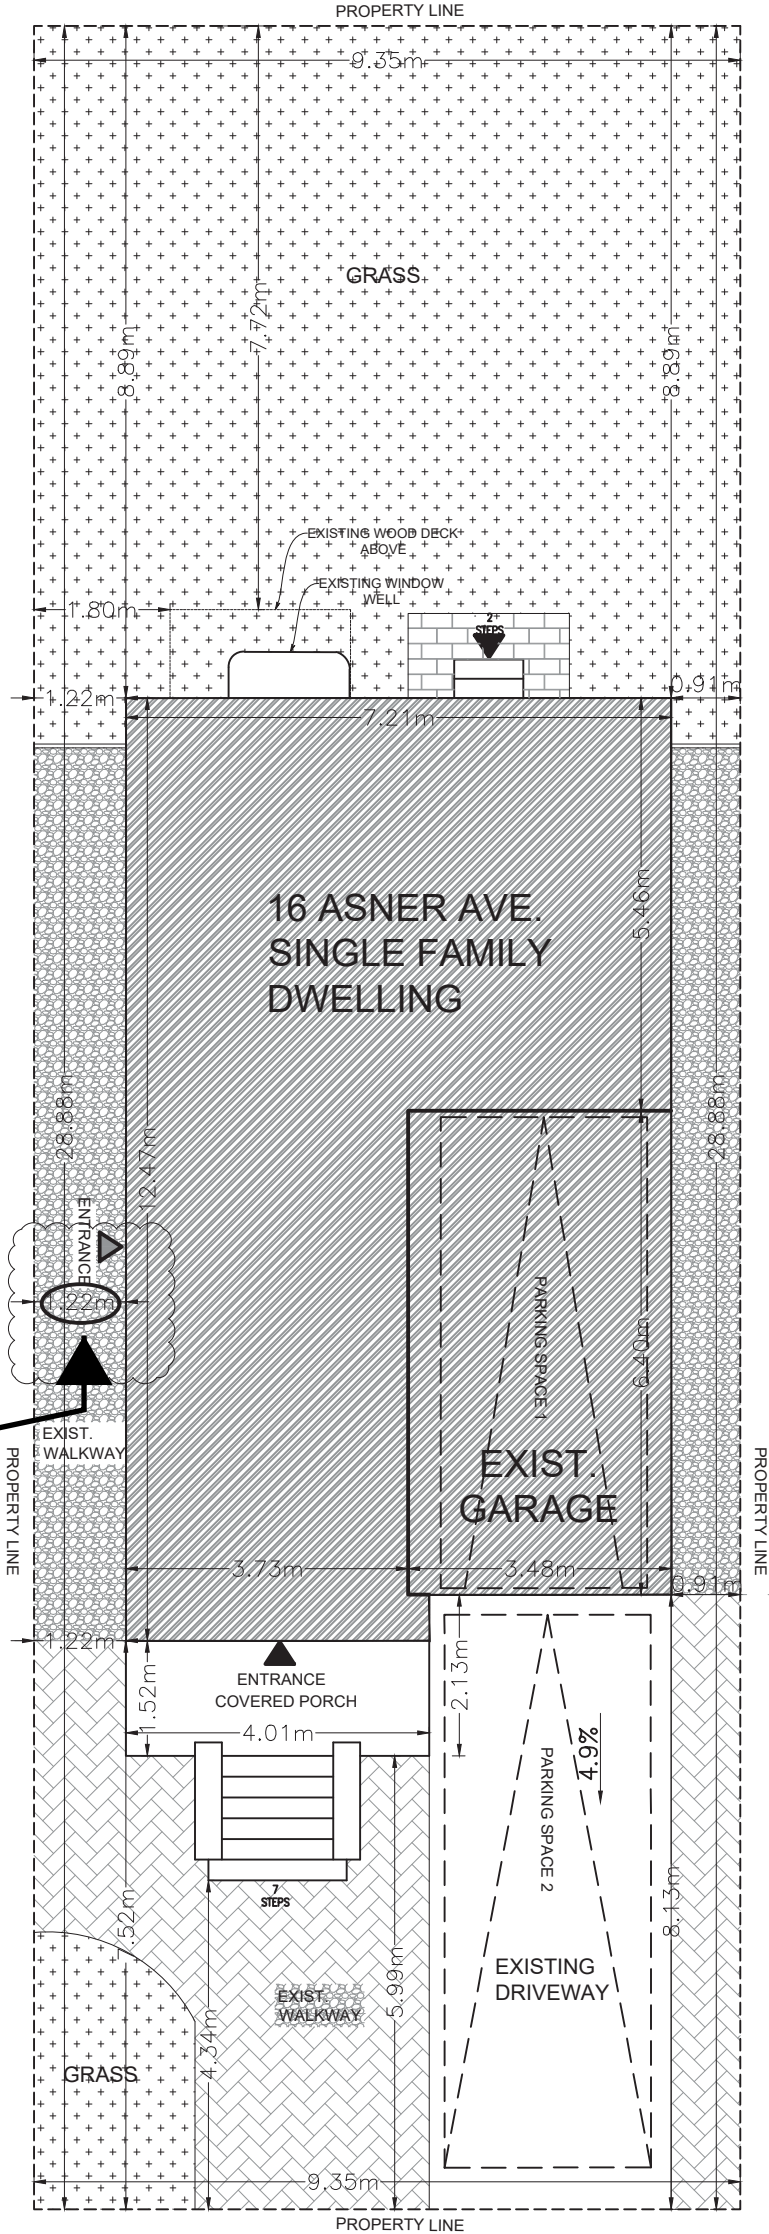 PROPERTY LINE
9.35m
GRASS
7.72m
8.89m
8.89m
EXISTING WOOD DECK
ABOVE
EXISTING WINDOW
WELL
1.80m
2
STEPS
1.22m
0.91m
7.21m
5.46m
16 ASNER AVE.
SINGLE FAMILY
DWELLING
28.88m
28.88m
12.47m
ENTRANCE
1.22m
PARKING SPACE 1
6.40m
EXIST.
WALKWAY
PROPERTY LINE
PROPERTY LINE
EXIST.
GARAGE
3.73m
3.48m
0.91m
1.22m
ENTRANCE
COVERED PORCH
1.52m
2.13m
4.01m
4.9%
PARKING SPACE 2
7
STEPS
7.52m
8.13m
EXISTING
DRIVEWAY
EXIST.
WALKWAY
5.99m
4.34m
GRASS
9.35m
PROPERTY LINE